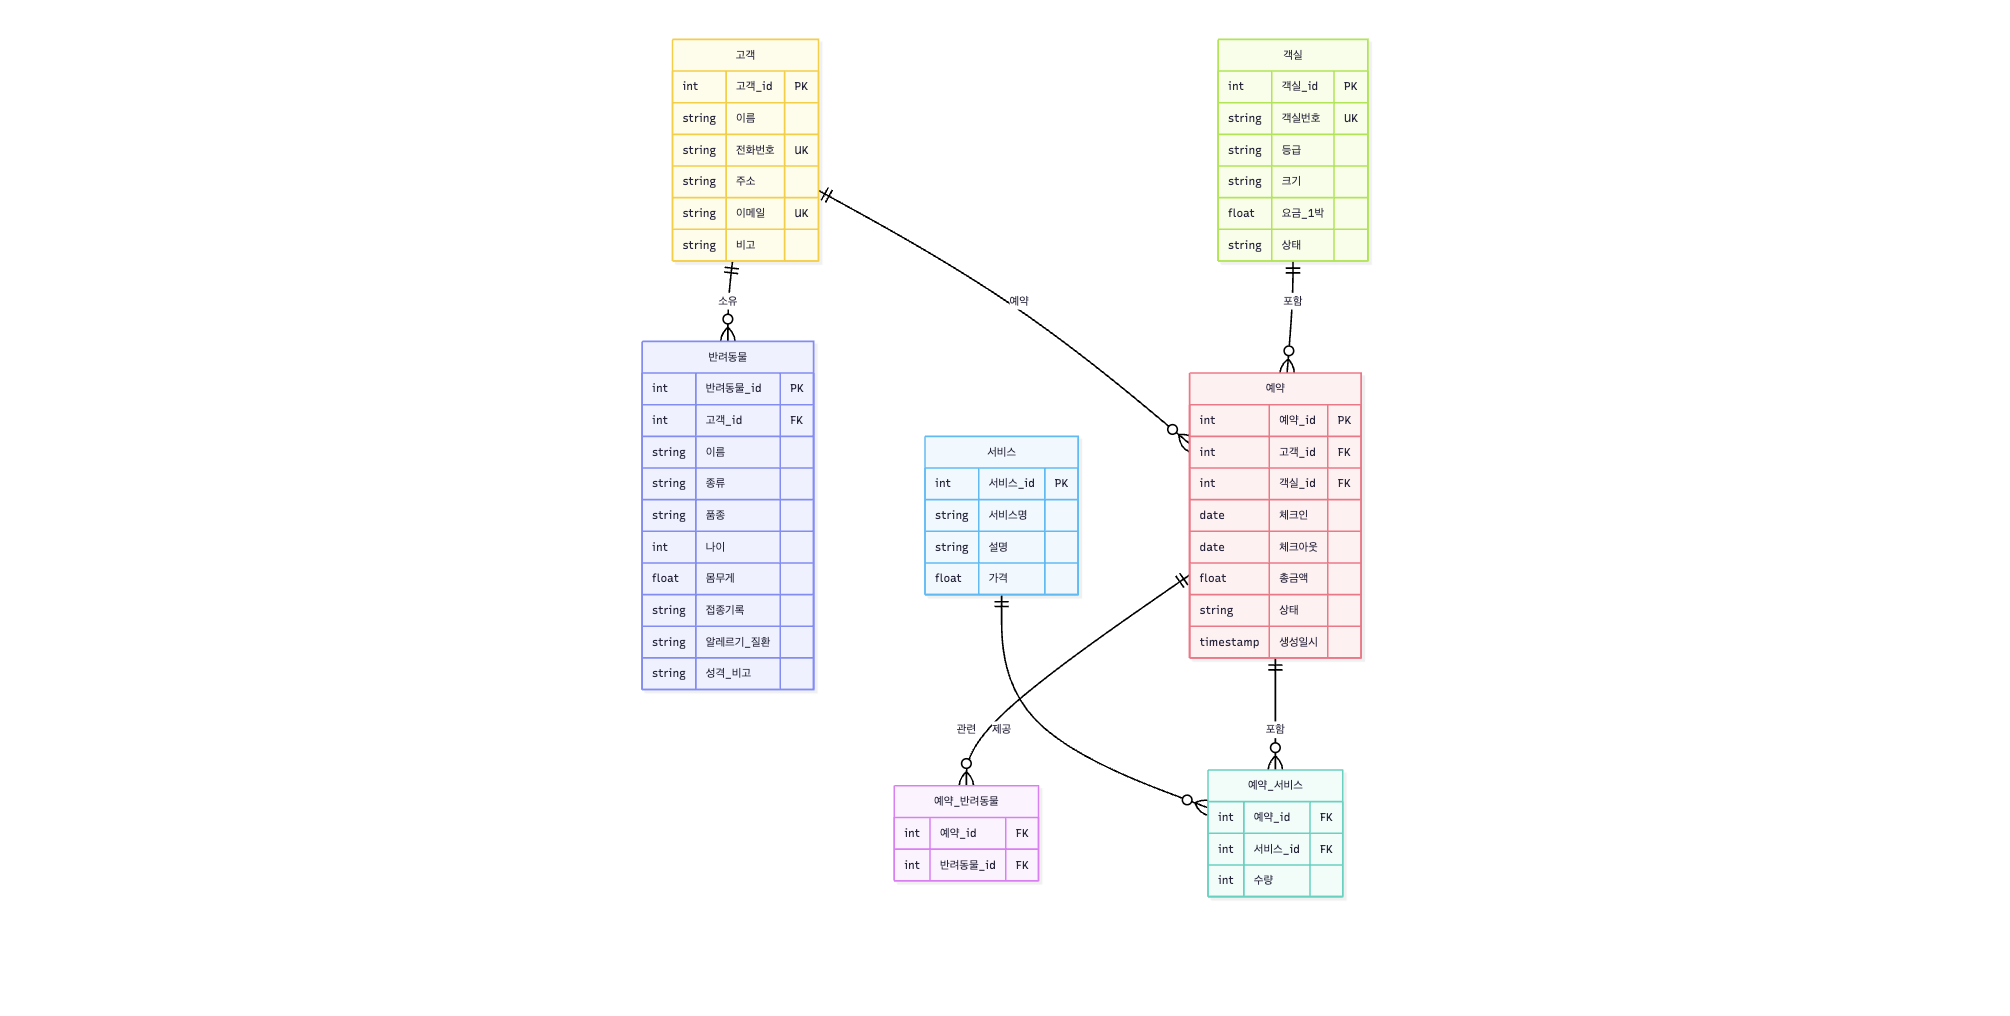 고객
int 고객_id PK
string 이름
string 전화번호 UK
string 주소
string 이메일 UK
string 비고
객실
int 객실_id PK
string 객실번호 UK
string 등급
string 크기
float 요금_1박
string 상태
소유
예약
포함
반려동물
int 반려동물_id PK
int 고객_id FK
string 이름
string 종류
string 품종
int 나이
float 몸무게
string 접종기록
string 알레르기_질환
string 성격_비고
서비스
int 서비스_id PK
string 서비스명
string 설명
float 가격
예약
int 예약_id PK
int 고객_id FK
int 객실_id FK
date 체크인
date 체크아웃
float 총금액
string 상태
timestamp 생성일시
관련
제공
포함
예약_반려동물
int 예약_id FK
int 반려동물_id FK
예약_서비스
int 예약_id FK
int 서비스_id FK
int 수량